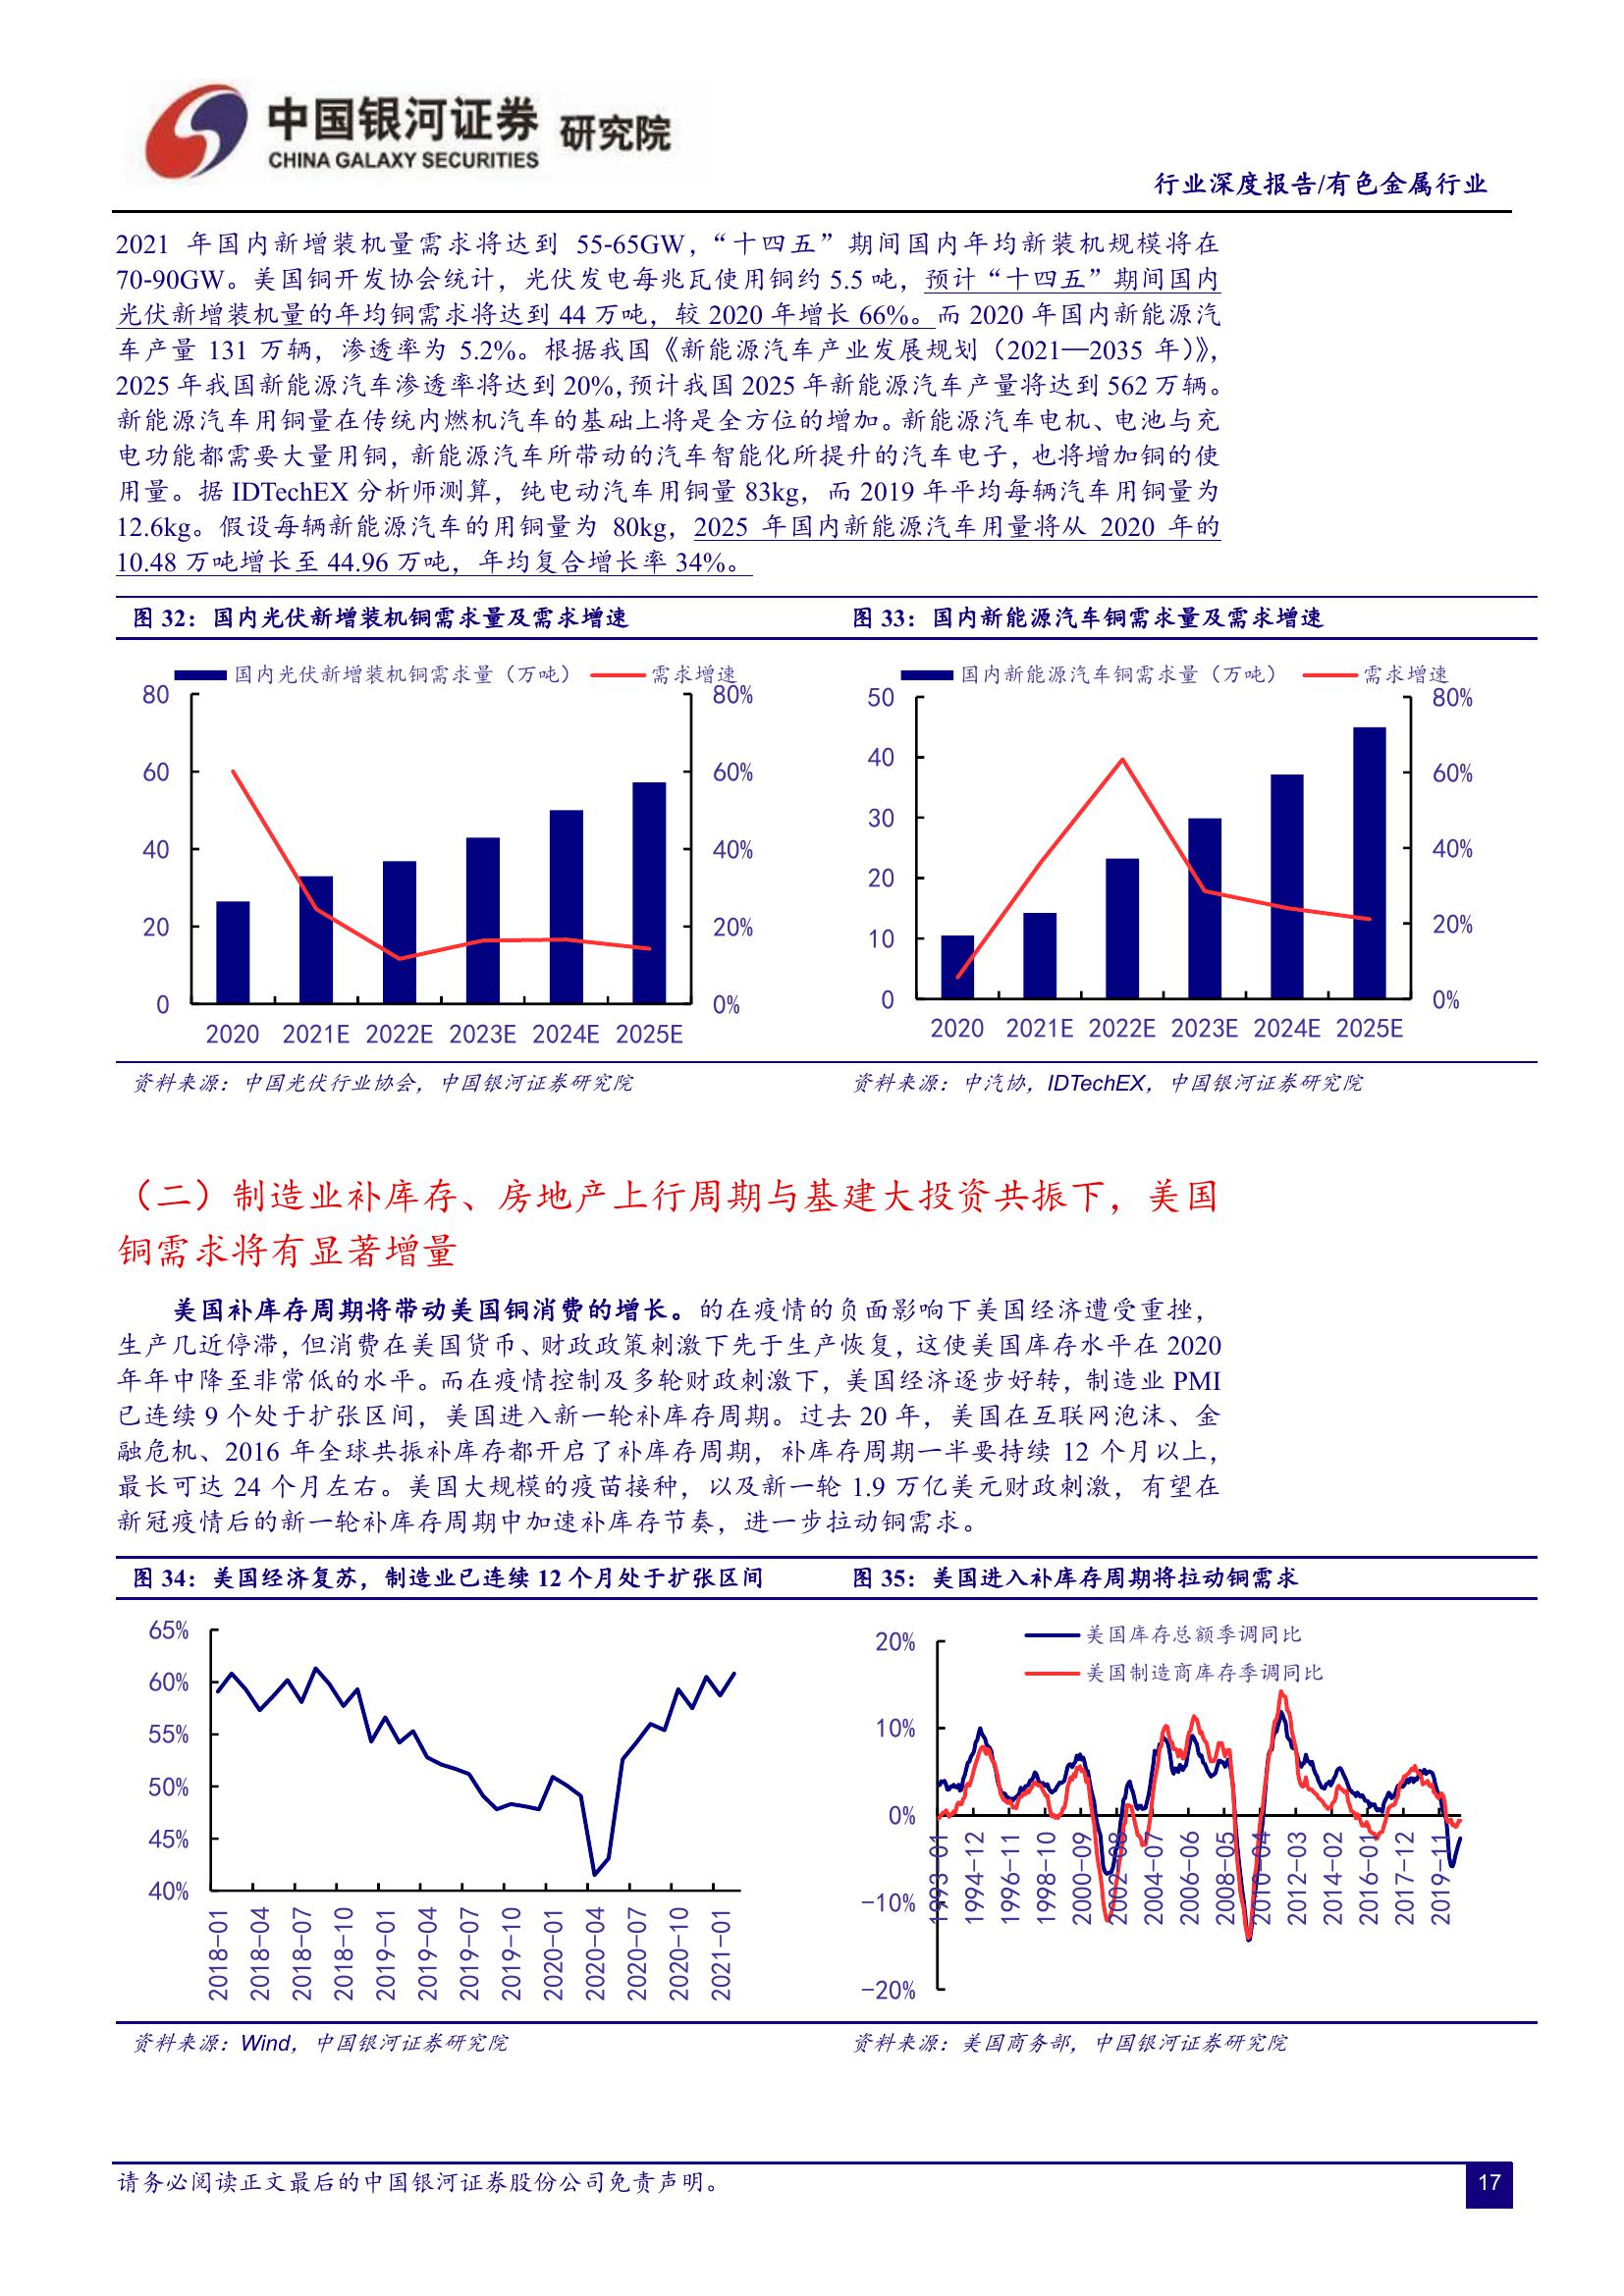 中国银河证券 研究院
CHINA GALAXY SECURITIES
行业深度报告/有色金属行业
2021 年国内新增装机量需求将达到 55-65GW，“十四五”期间国内年均新装机规模将在
70-90GW。美国铜开发协会统计，光伏发电每兆瓦使用铜约 5.5 吨，预计“十四五”期间国内
光伏新增装机量的年均铜需求将达到 44 万吨，较 2020 年增长 66%。而 2020 年国内新能源汽
车产量 131 万辆，渗透率为 5.2%。根据我国《新能源汽车产业发展规划（2021—2035 年）》，
2025 年我国新能源汽车渗透率将达到 20%，预计我国 2025 年新能源汽车产量将达到 562 万辆。
新能源汽车用铜量在传统内燃机汽车的基础上将是全方位的增加。新能源汽车电机、电池与充
电功能都需要大量用铜，新能源汽车所带动的汽车智能化所提升的汽车电子，也将增加铜的使
用量。据 IDTechEX 分析师测算，纯电动汽车用铜量 83kg，而 2019 年平均每辆汽车用铜量为
12.6kg。假设每辆新能源汽车的用铜量为 80kg，2025 年国内新能源汽车用量将从 2020 年的
10.48 万吨增长至 44.96 万吨，年均复合增长率 34%。
图 32：国内光伏新增装机铜需求量及需求增速
国内光伏新增装机铜需求量（万吨） 需求增速
80 80%
60 60%
40 40%
20 20%
0 0%
2020 2021E 2022E 2023E 2024E 2025E
资料来源：中国光伏行业协会，中国银河证券研究院
图 33：国内新能源汽车铜需求量及需求增速
国内新能源汽车铜需求量（万吨） 需求增速
50 80%
40 60%
30 40%
20 20%
10 0%
0
2020 2021E 2022E 2023E 2024E 2025E
资料来源：中汽协，IDTechEX，中国银河证券研究院
（二）制造业补库存、房地产上行周期与基建大投资共振下，美国
铜需求将有显著增量
美国补库存周期将带动美国铜消费的增长。的在疫情的负面影响下美国经济遭受重挫，
生产几近停滞，但消费在美国货币、财政政策刺激下先于生产恢复，这使美国库存水平在 2020
年年中降至非常低的水平。而在疫情控制及多轮财政刺激下，美国经济逐步好转，制造业 PMI
已连续 9 个处于扩张区间，美国进入新一轮补库存周期。过去 20 年，美国在互联网泡沫、金
融危机、2016 年全球共振补库存都开启了补库存周期，补库存周期一半要持续 12 个月以上，
最长可达 24 个月左右。美国大规模的疫苗接种，以及新一轮 1.9 万亿美元财政刺激，有望在
新冠疫情后的新一轮补库存周期中加速补库存节奏，进一步拉动铜需求。
图 34：美国经济复苏，制造业已连续 12 个月处于扩张区间
65%
60%
55%
50%
45%
40%
2018-01 2018-04 2018-07 2018-10 2019-01 2019-04 2019-07 2019-10 2020-01 2020-04 2020-07 2020-10 2021-01
资料来源：Wind，中国银河证券研究院
图 35：美国进入补库存周期将拉动铜需求
美国库存总额季调同比
美国制造商库存季调同比
20%
10%
0%
-10%
-20%
1993-01 1994-12 1996-11 1998-10 2000-09 2002-08 2004-07 2006-06 2008-05 2010-04 2012-03 2014-02 2016-01 2017-12 2019-11
资料来源：美国商务部，中国银河证券研究院
请务必阅读正文最后的中国银河证券股份公司免责声明。
17